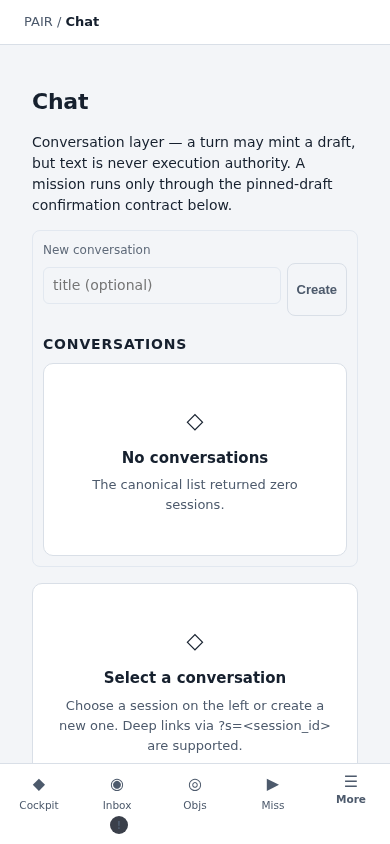 PAIR / Chat
Chat
Conversation layer — a turn may mint a draft,
but text is never execution authority. A
mission runs only through the pinned-draft
confirmation contract below.
New conversation
title (optional)
Create
CONVERSATIONS
No conversations
The canonical list returned zero
sessions.
Select a conversation
Choose a session on the left or create a
new one. Deep links via ?s=<session_id>
are supported.
Cockpit
Inbox
Objs
Miss
More